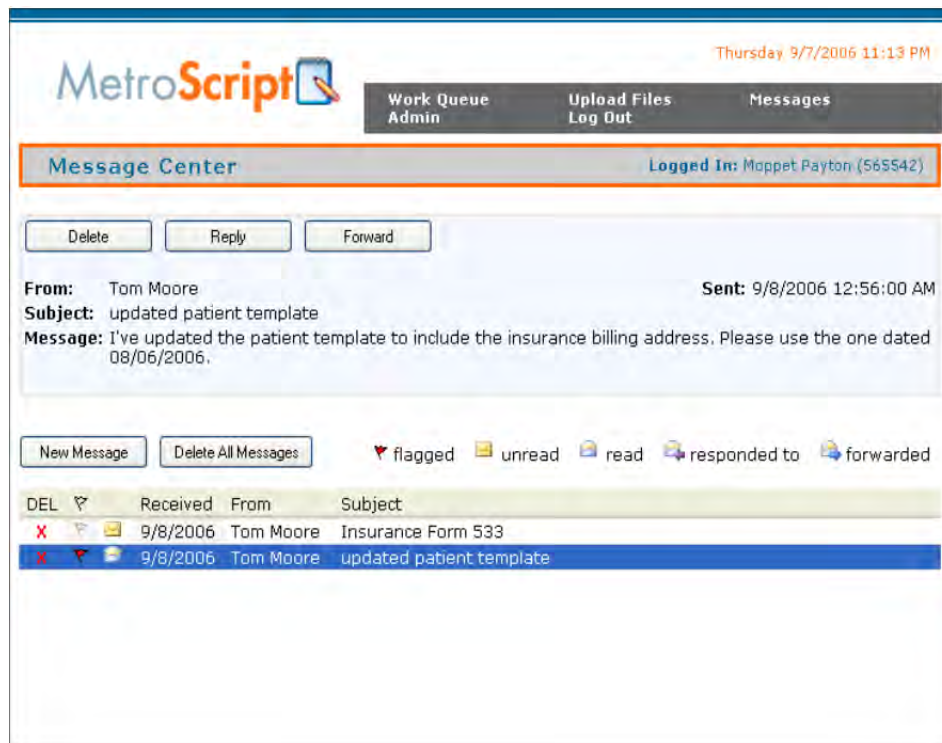 Thursday 9/7/2006 11:13 PM
MetroScript
Work Queue Upload Files Messages
Admin Log Out
Message Center Logged In: Moppet Payton (565542)
Delete Reply Forward
From: Tom Moore Sent: 9/8/2006 12:56:00 AM
Subject: updated patient template
Message: I've updated the patient template to include the insurance billing address. Please use the one dated
08/06/2006.
New Message Delete All Messages flagged unread read responded to forwarded
DEL Received From Subject
X 9/8/2006 Tom Moore Insurance Form 533
X 9/8/2006 Tom Moore updated patient template